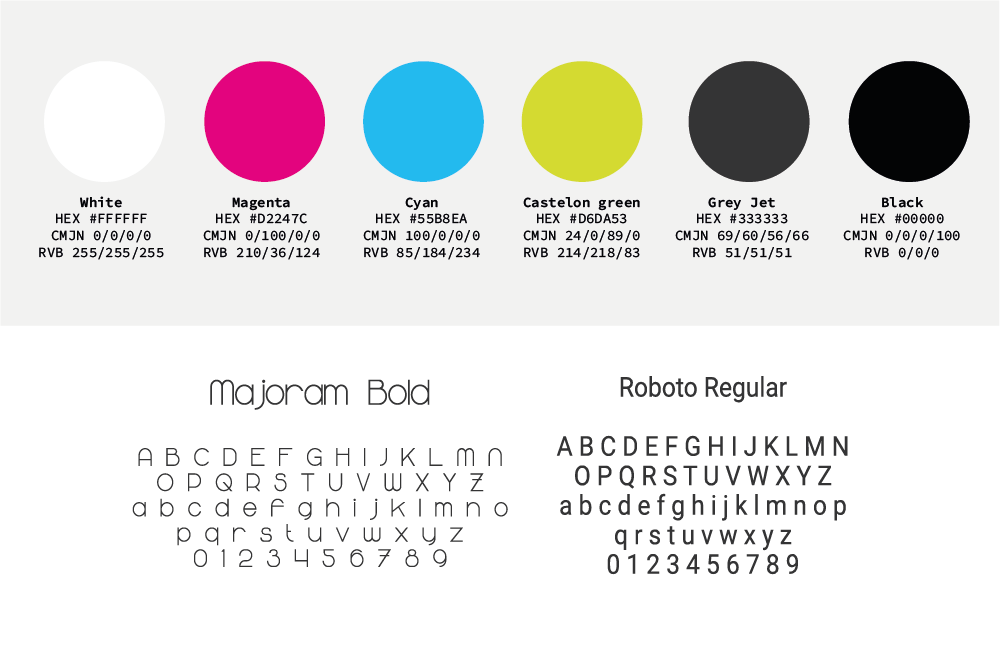 White
HEX #FFFFFF
CMJN 0/0/0/0
RVB 255/255/255
Magenta
HEX #D2247C
CMJN 0/100/0/0
RVB 210/36/124
Cyan
HEX #55B8EA
CMJN 100/0/0/0
RVB 85/184/234
Castelon green
HEX #D6DA53
CMJN 24/0/89/0
RVB 214/218/83
Grey Jet
HEX #333333
CMJN 69/60/56/66
RVB 51/51/51
Black
HEX #00000
CMJN 0/0/0/100
RVB 0/0/0
Majoram Bold
A B C D E F G H I J K L M N
O P Q R S T U V W X Y Z
a b c d e f g h i j k l m n o
p q r s t u v w x y z
0 1 2 3 4 5 6 7 8 9
Roboto Regular
A B C D E F G H I J K L M N
O P Q R S T U V W X Y Z
a b c d e f g h i j k l m n o p
q r s t u v w x y z
0 1 2 3 4 5 6 7 8 9